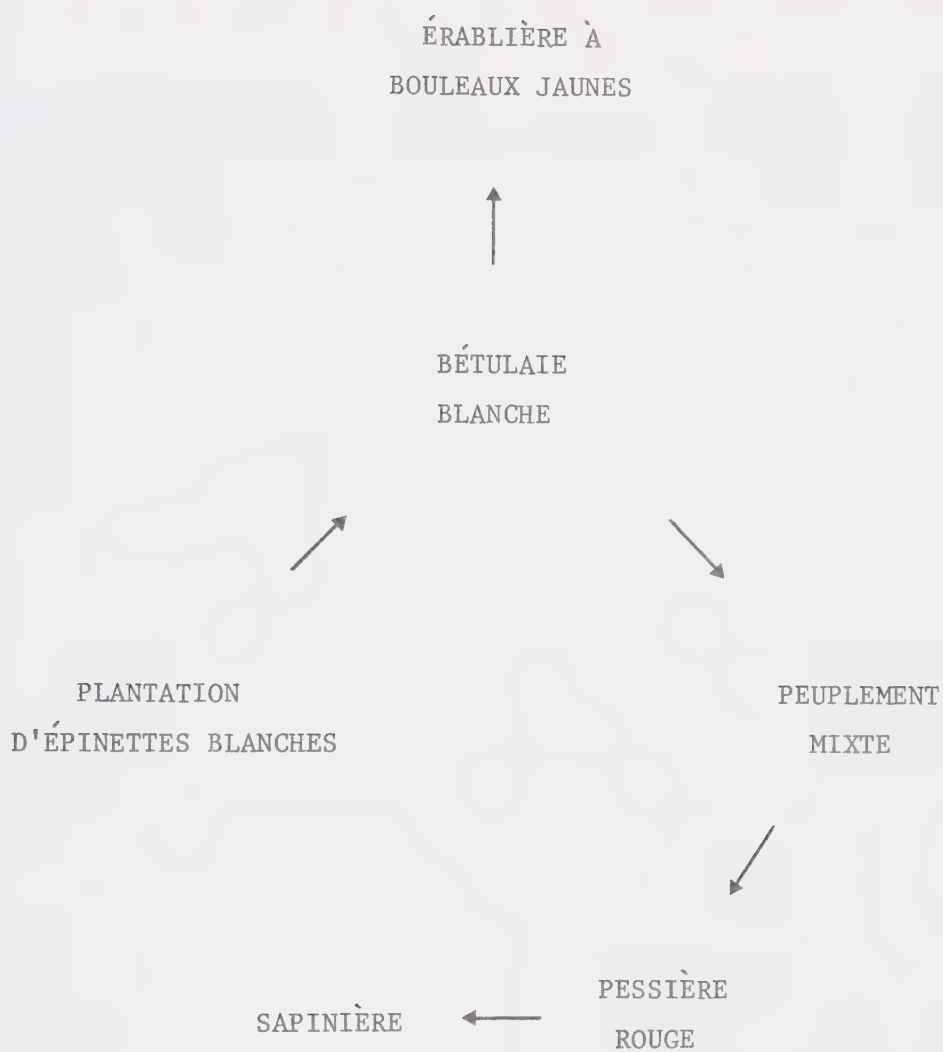 ÉRABLIÈRE À
BOULEAUX JAUNES
BÉTULAIE
BLANCHE
PLANTATION
D'ÉPINETTES BLANCHES
PEUPLEMENT
MIXTE
PESSIÈRE
ROUGE
SAPINIÈRE